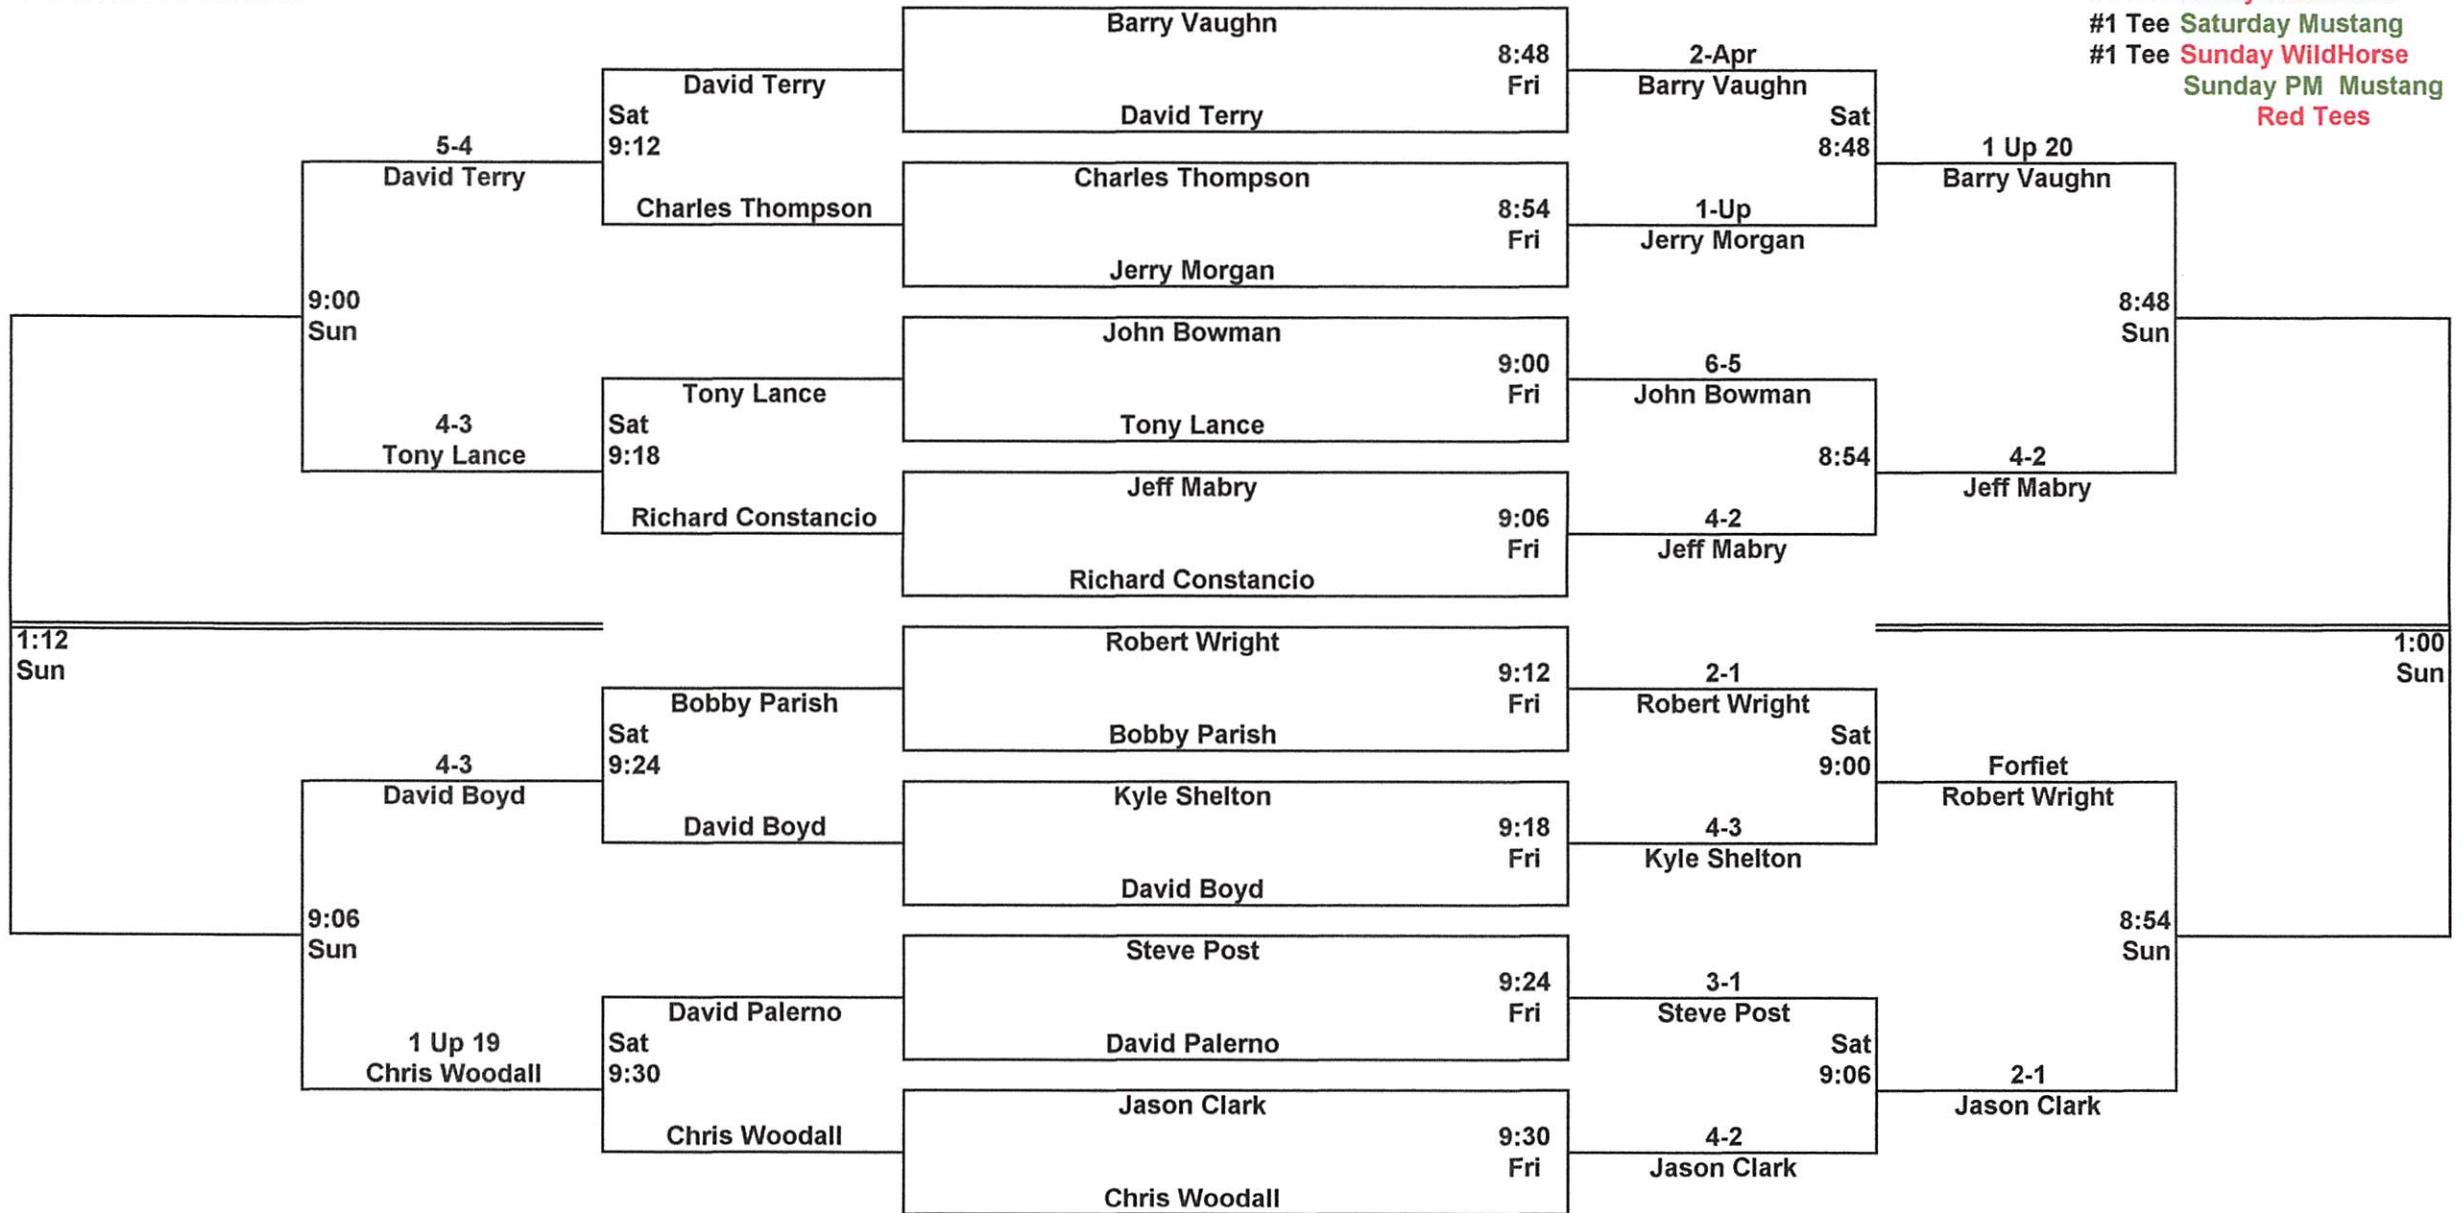 #1 Tee Saturday Mustang
#1 Tee Sunday WildHorse
Sunday PM Mustang
Red Tees
Barry Vaughn
8:48
Fri
David Terry
Charles Thompson
8:54
Fri
Jerry Morgan
John Bowman
9:00
Fri
Tony Lance
Jeff Mabry
9:06
Fri
Richard Constancio
Robert Wright
9:12
Fri
Bobby Parish
Kyle Shelton
9:18
Fri
David Boyd
Steve Post
9:24
Fri
David Palerno
Jason Clark
9:30
Fri
Chris Woodall
David Terry
Sat
9:12
Charles Thompson
Tony Lance
Sat
9:18
Richard Constancio
Bobby Parish
Sat
9:24
David Boyd
David Palerno
Sat
9:30
Chris Woodall
5-4
David Terry
9:00
Sun
4-3
Tony Lance
4-3
David Boyd
9:06
Sun
1 Up 19
Chris Woodall
1:12
Sun
2-Apr
Barry Vaughn
Sat
8:48
1-Up
Jerry Morgan
6-5
John Bowman
8:54
4-2
Jeff Mabry
2-1
Robert Wright
Sat
9:00
4-3
Kyle Shelton
3-1
Steve Post
Sat
9:06
4-2
Jason Clark
1 Up 20
Barry Vaughn
8:48
Sun
4-2
Jeff Mabry
Forfiet
Robert Wright
8:54
Sun
2-1
Jason Clark
1:00
Sun